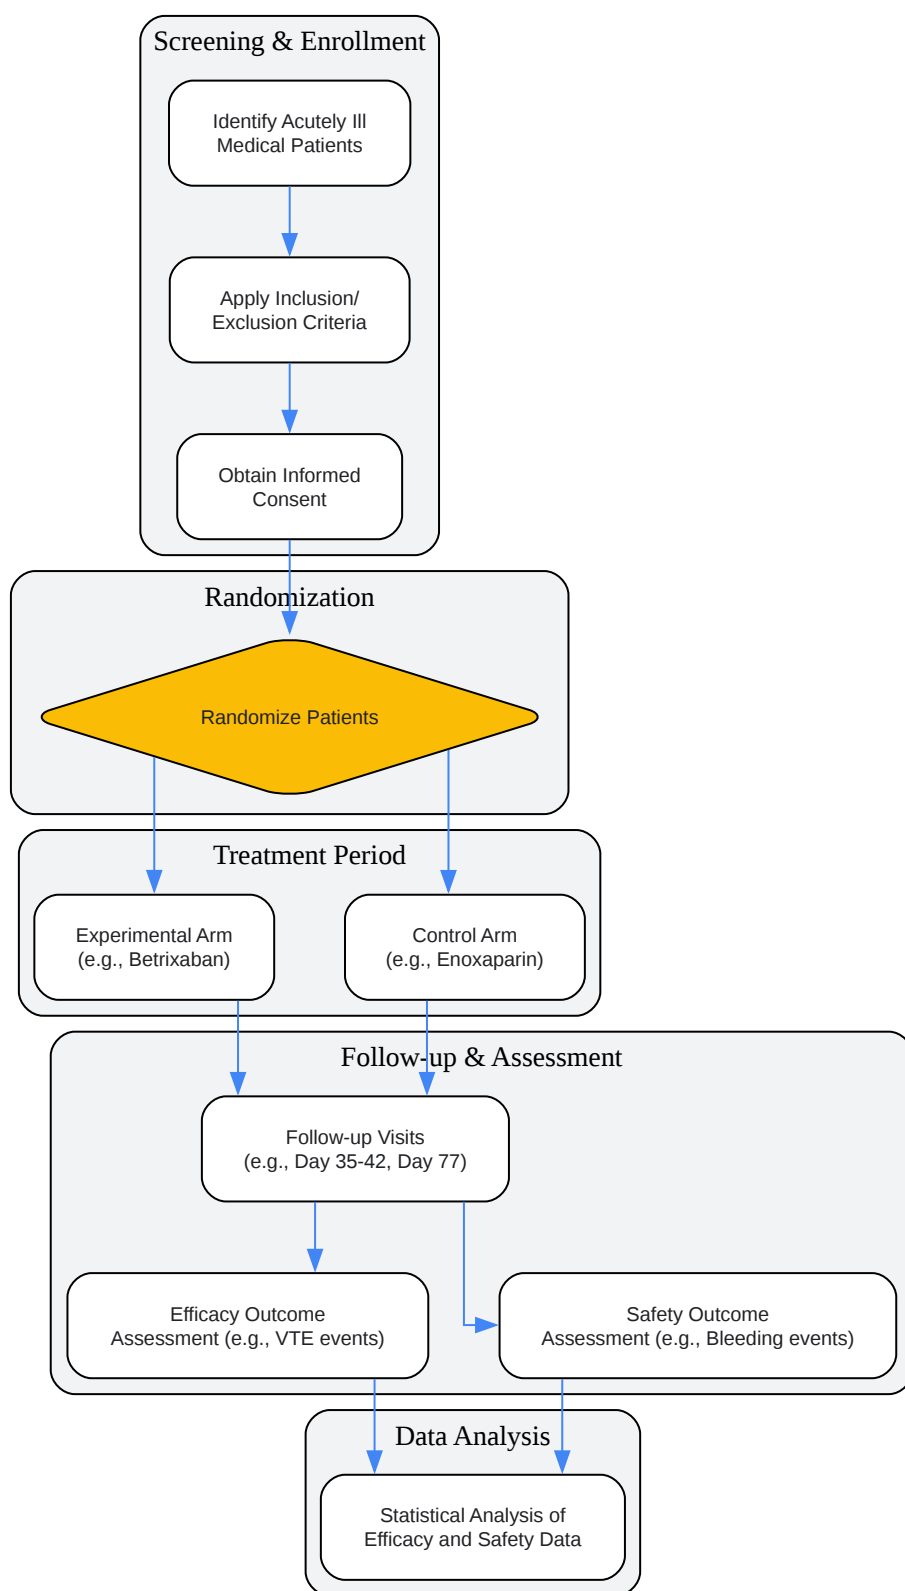 Screening & Enrollment
Identify Acutely Ill
Medical Patients
Apply Inclusion/
Exclusion Criteria
Obtain Informed
Consent
Randomization
Randomize Patients
Treatment Period
Experimental Arm
(e.g., Betrixaban)
Control Arm
(e.g., Enoxaparin)
Follow-up & Assessment
Follow-up Visits
(e.g., Day 35-42, Day 77)
Efficacy Outcome
Assessment (e.g., VTE events)
Safety Outcome
Assessment (e.g., Bleeding events)
Data Analysis
Statistical Analysis of
Efficacy and Safety Data